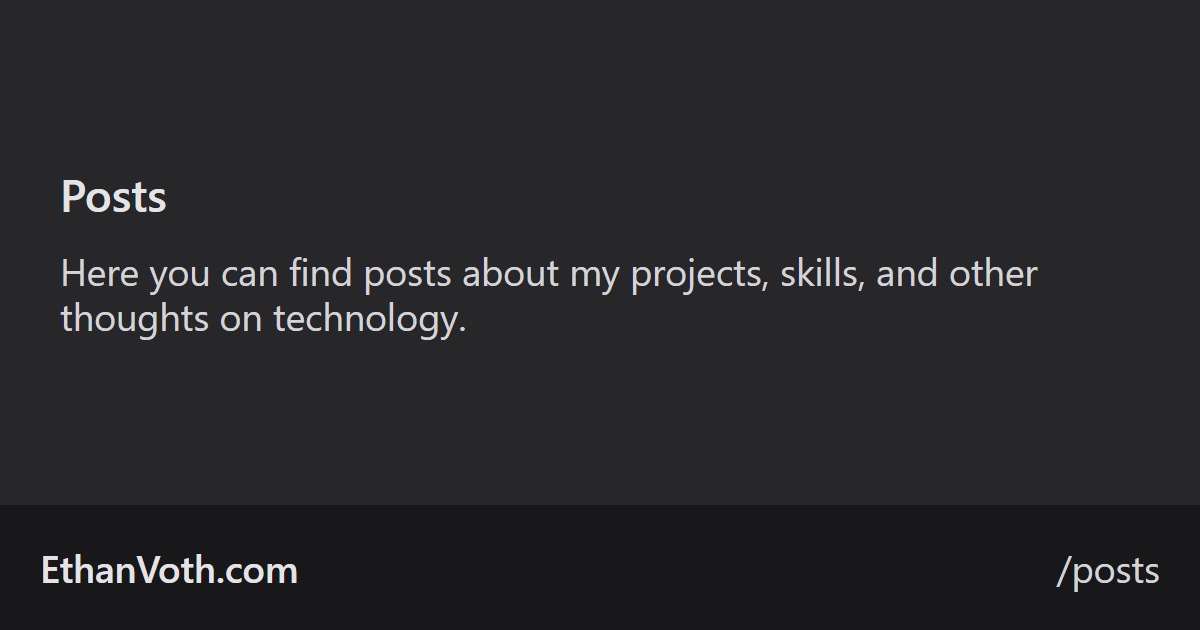 Posts
Here you can find posts about my projects, skills, and other
thoughts on technology.
EthanVoth.com
/posts